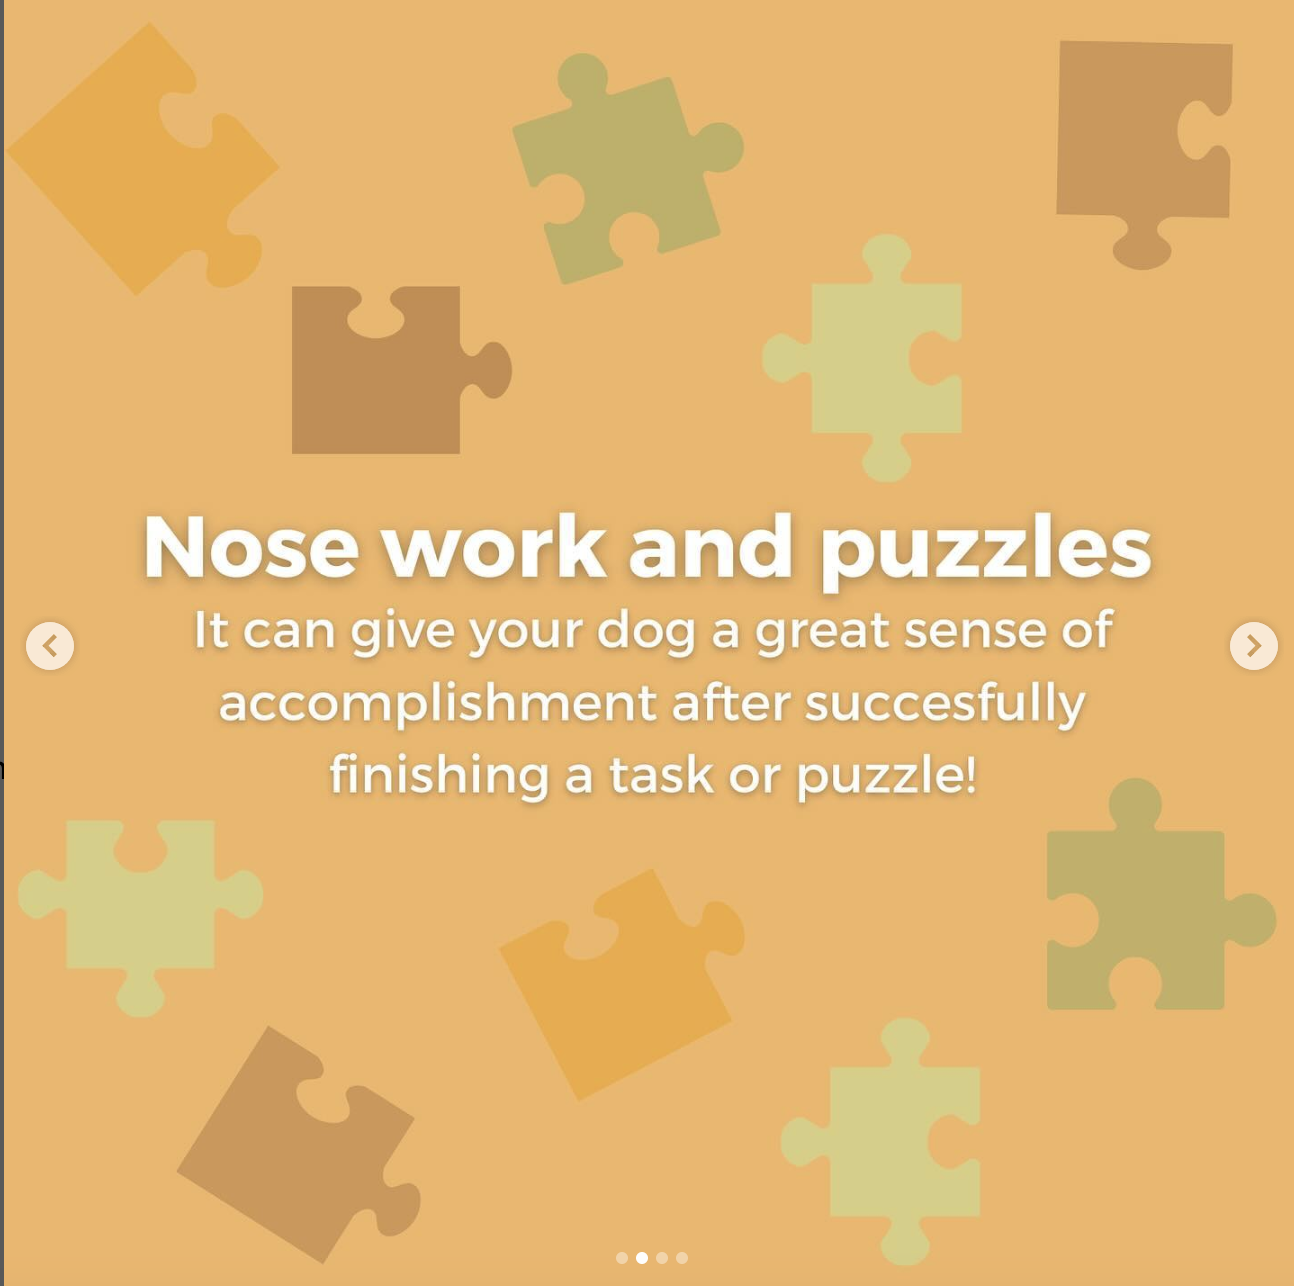 Nose work and puzzles
It can give your dog a great sense of
accomplishment after succesfully
finishing a task or puzzle!